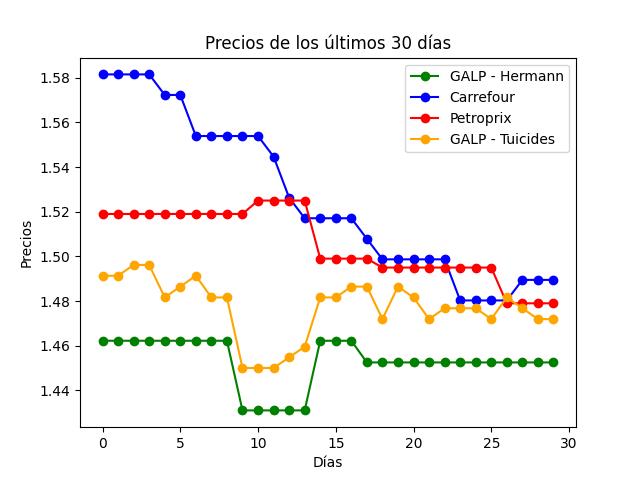 Precios de los últimos 30 días
GALP - Hermann
Carrefour
Petroprix
GALP - Tuicides
Precios
1.58
1.56
1.54
1.52
1.50
1.48
1.46
1.44
0 5 10 15 20 25 30
Días